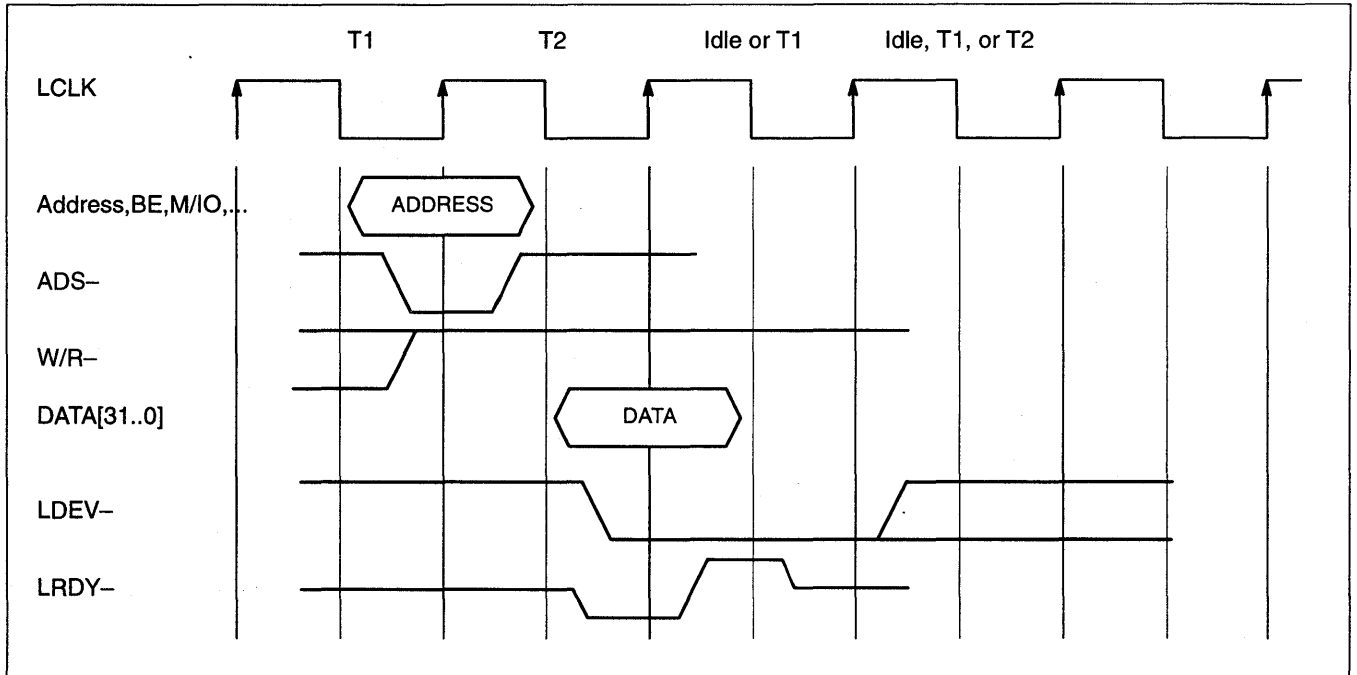 T1 T2 Idle or T1 Idle, T1, or T2
LCLK
Address,BE,M/IO,...
ADDRESS
ADS–
W/R–
DATA[31..0]
DATA
LDEV–
LRDY–